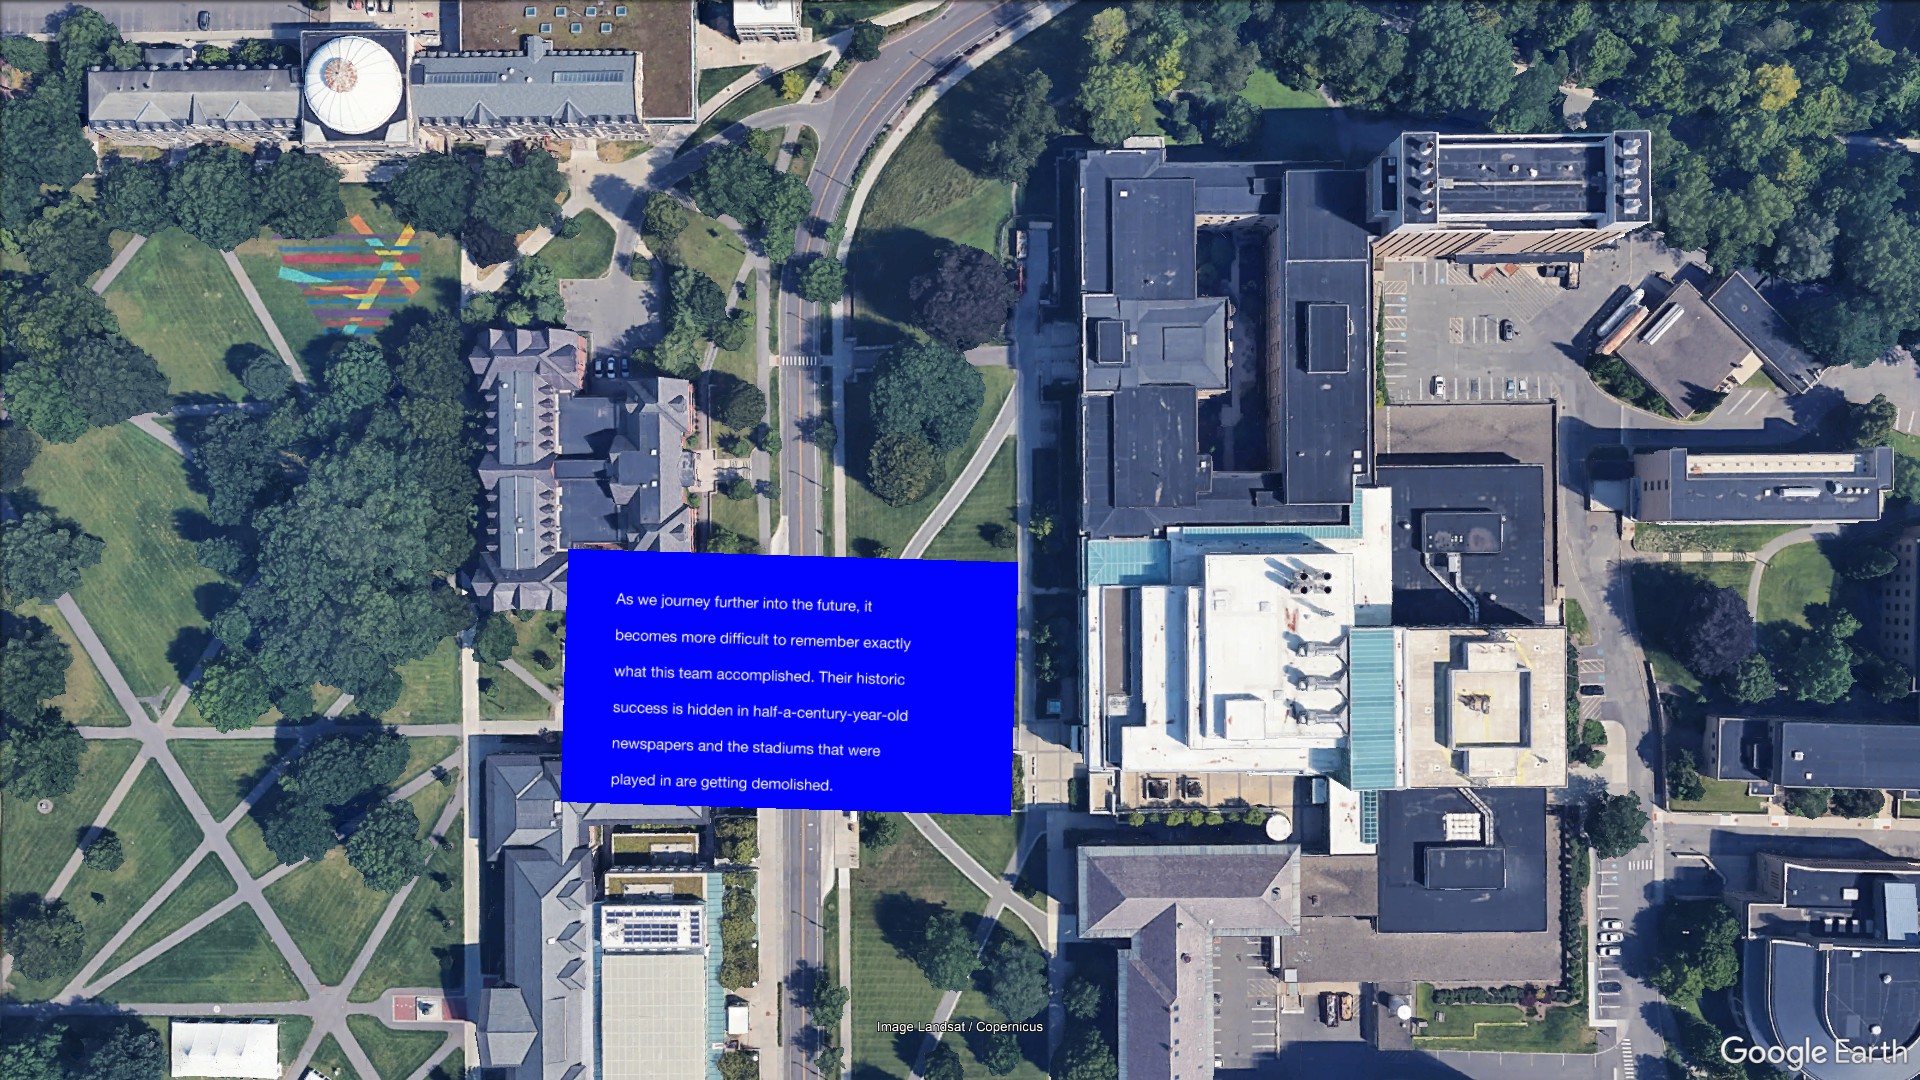 As we journey further into the future, it
becomes more difficult to remember exactly
what this team accomplished. Their historic
success is hidden in half-a-century-year-old
newspapers and the stadiums that were
played in are getting demolished.
Image Landsat / Copernicus
Google Earth